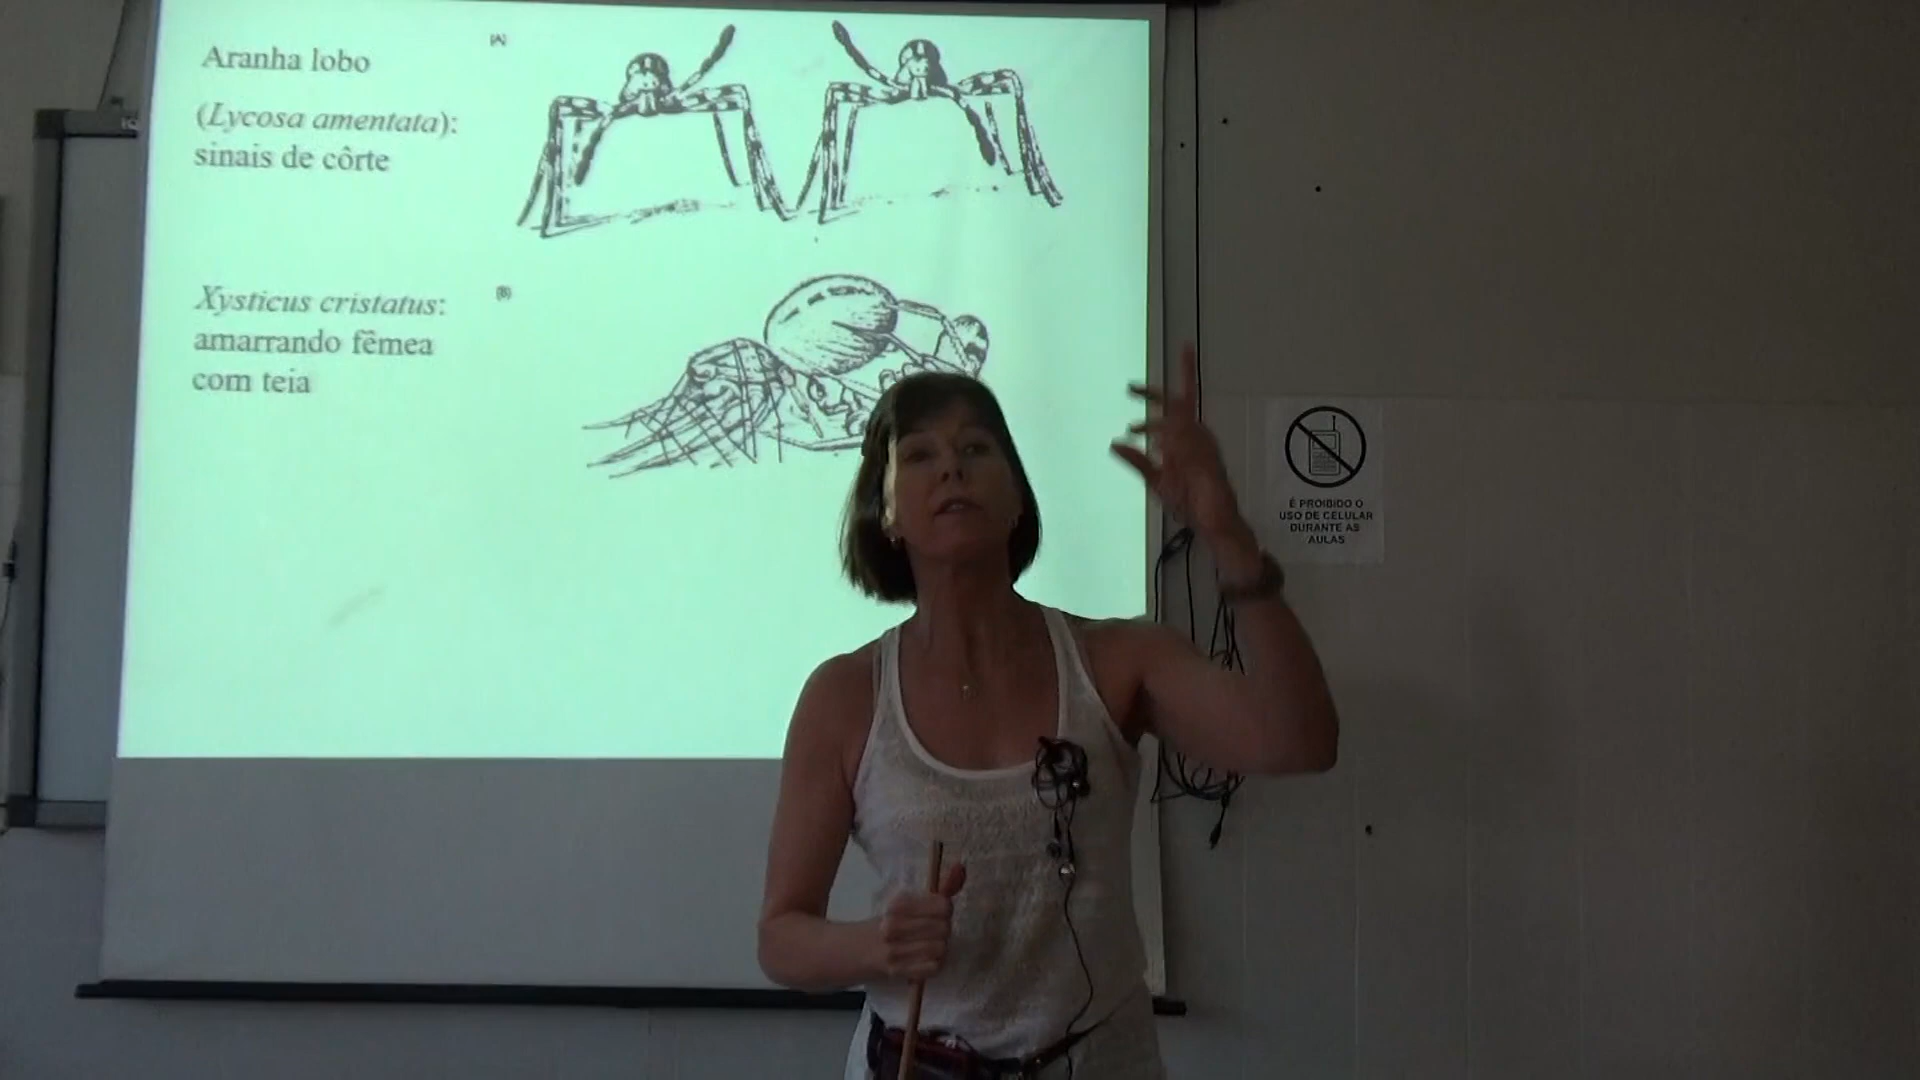 Aranha lobo
[A]
(Lycosa amentata):
sinais de côrte
Xysticus cristatus:
[B]
amarrando fêmea
com teia
É PROIBIDO O
USO DE CELULAR
DURANTE AS
AULAS